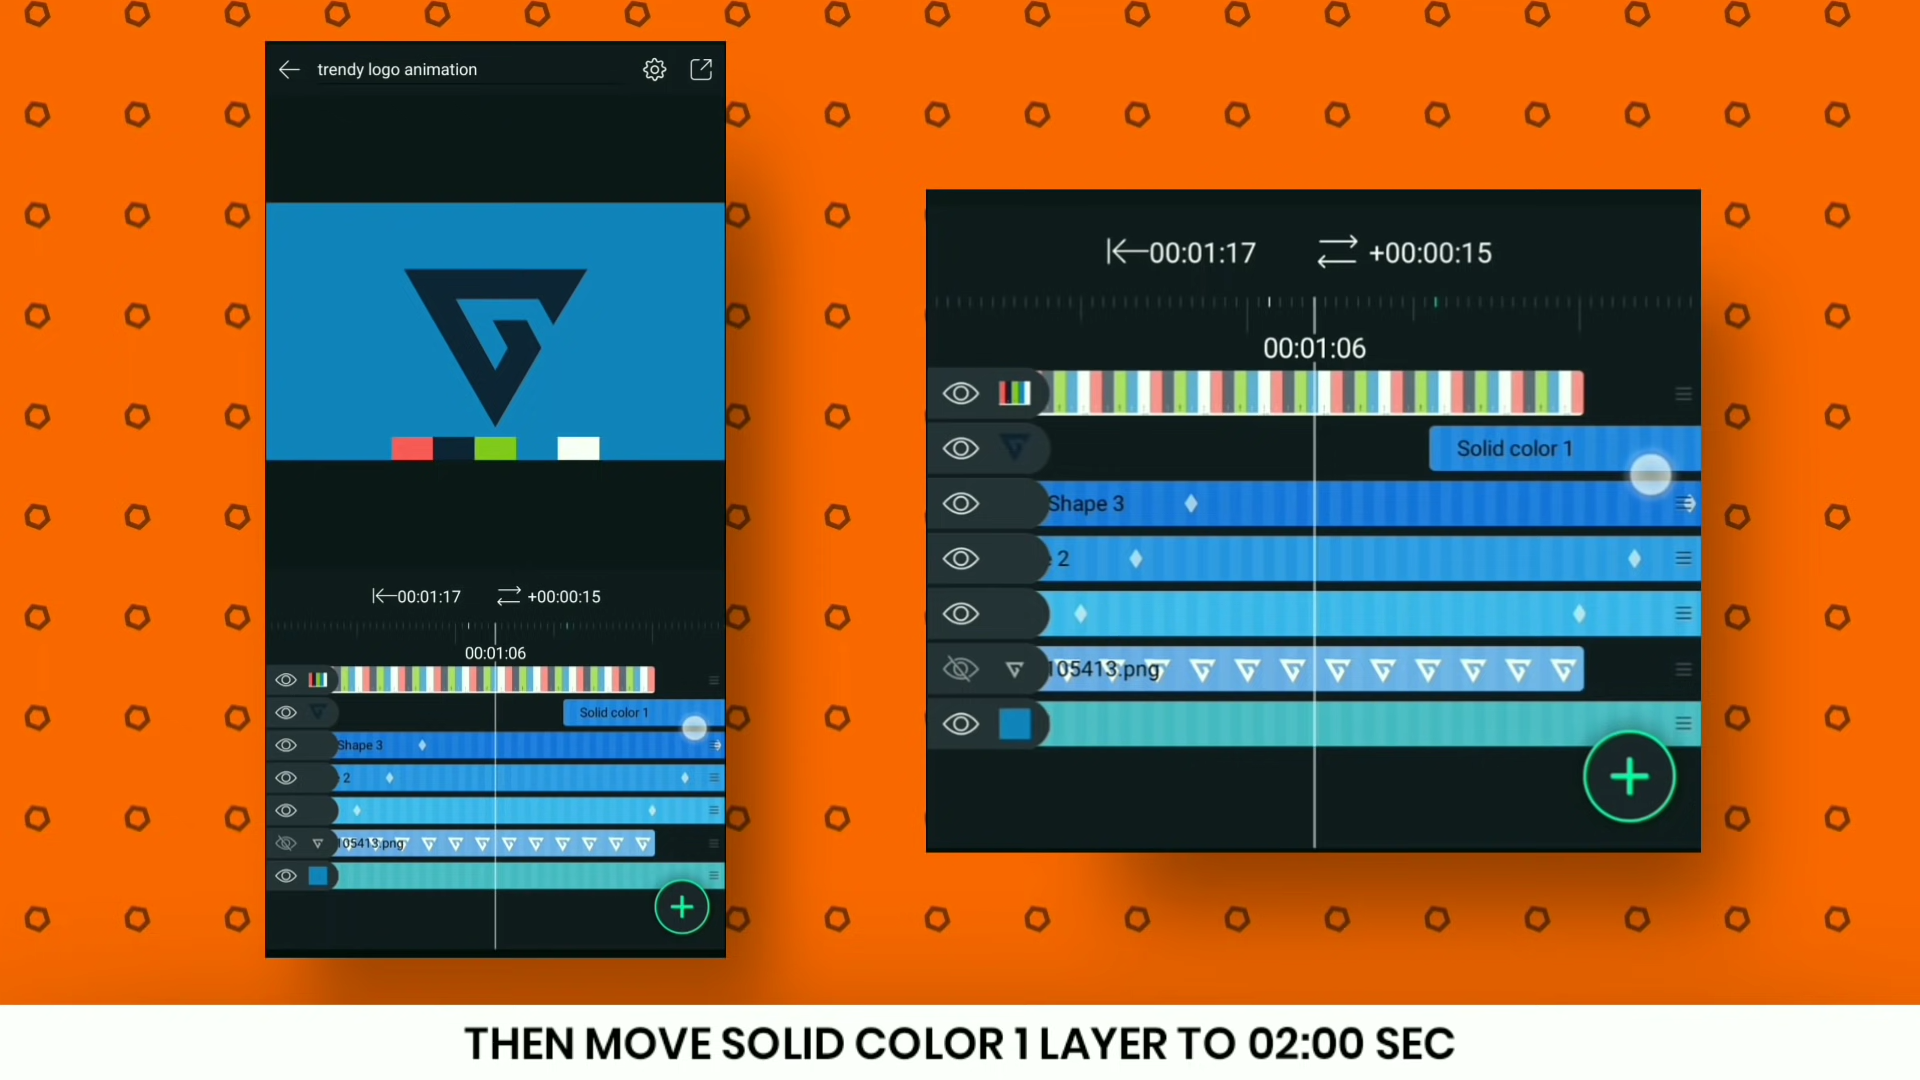 trendy logo animation
00:01:17 +00:00:15
00:01:06
Solid color 1
Shape 3
2
105413.png
00:01:17 +00:00:15
00:01:06
Solid color 1
Shape 3
2
105413.png
THEN MOVE SOLID COLOR 1 LAYER TO 02:00 SEC